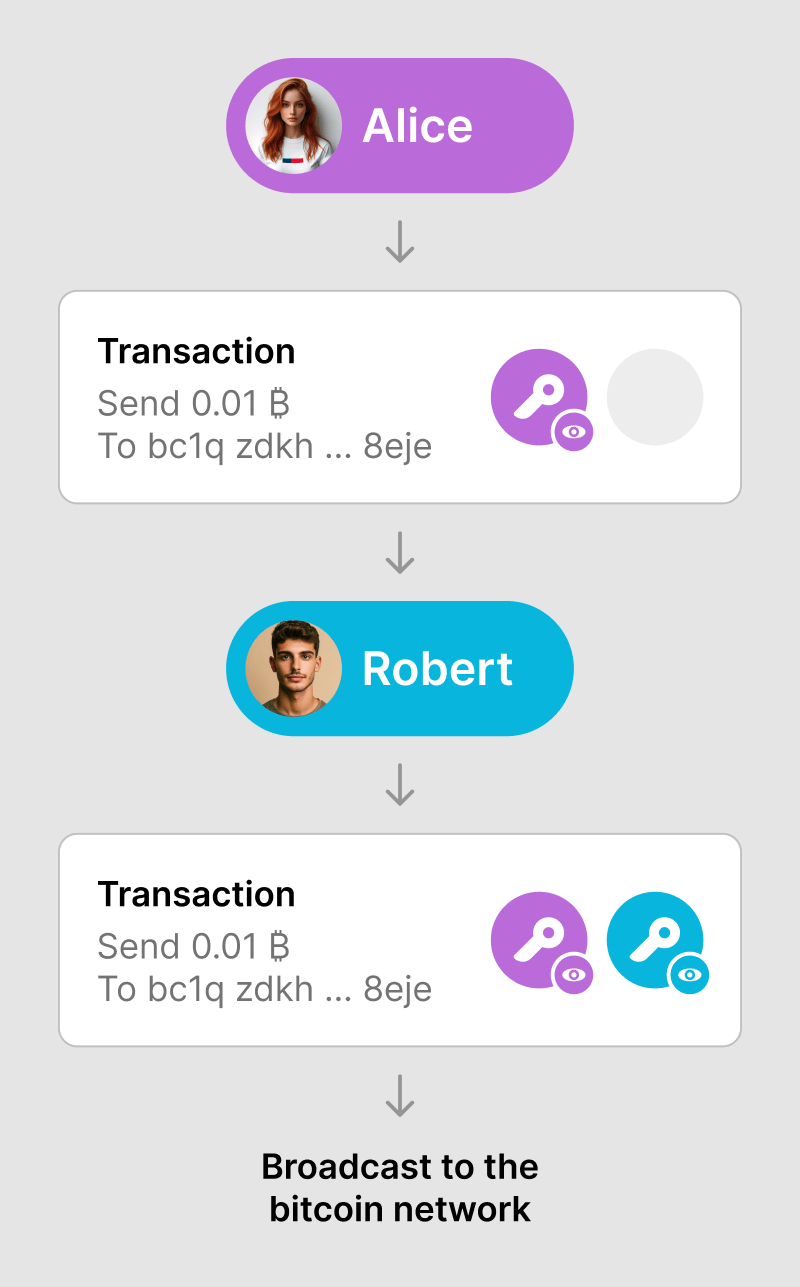 Alice
Transaction
Send 0.01 ₿
To bc1q zdkh ... 8eje
Robert
Transaction
Send 0.01 ₿
To bc1q zdkh ... 8eje
Broadcast to the
bitcoin network